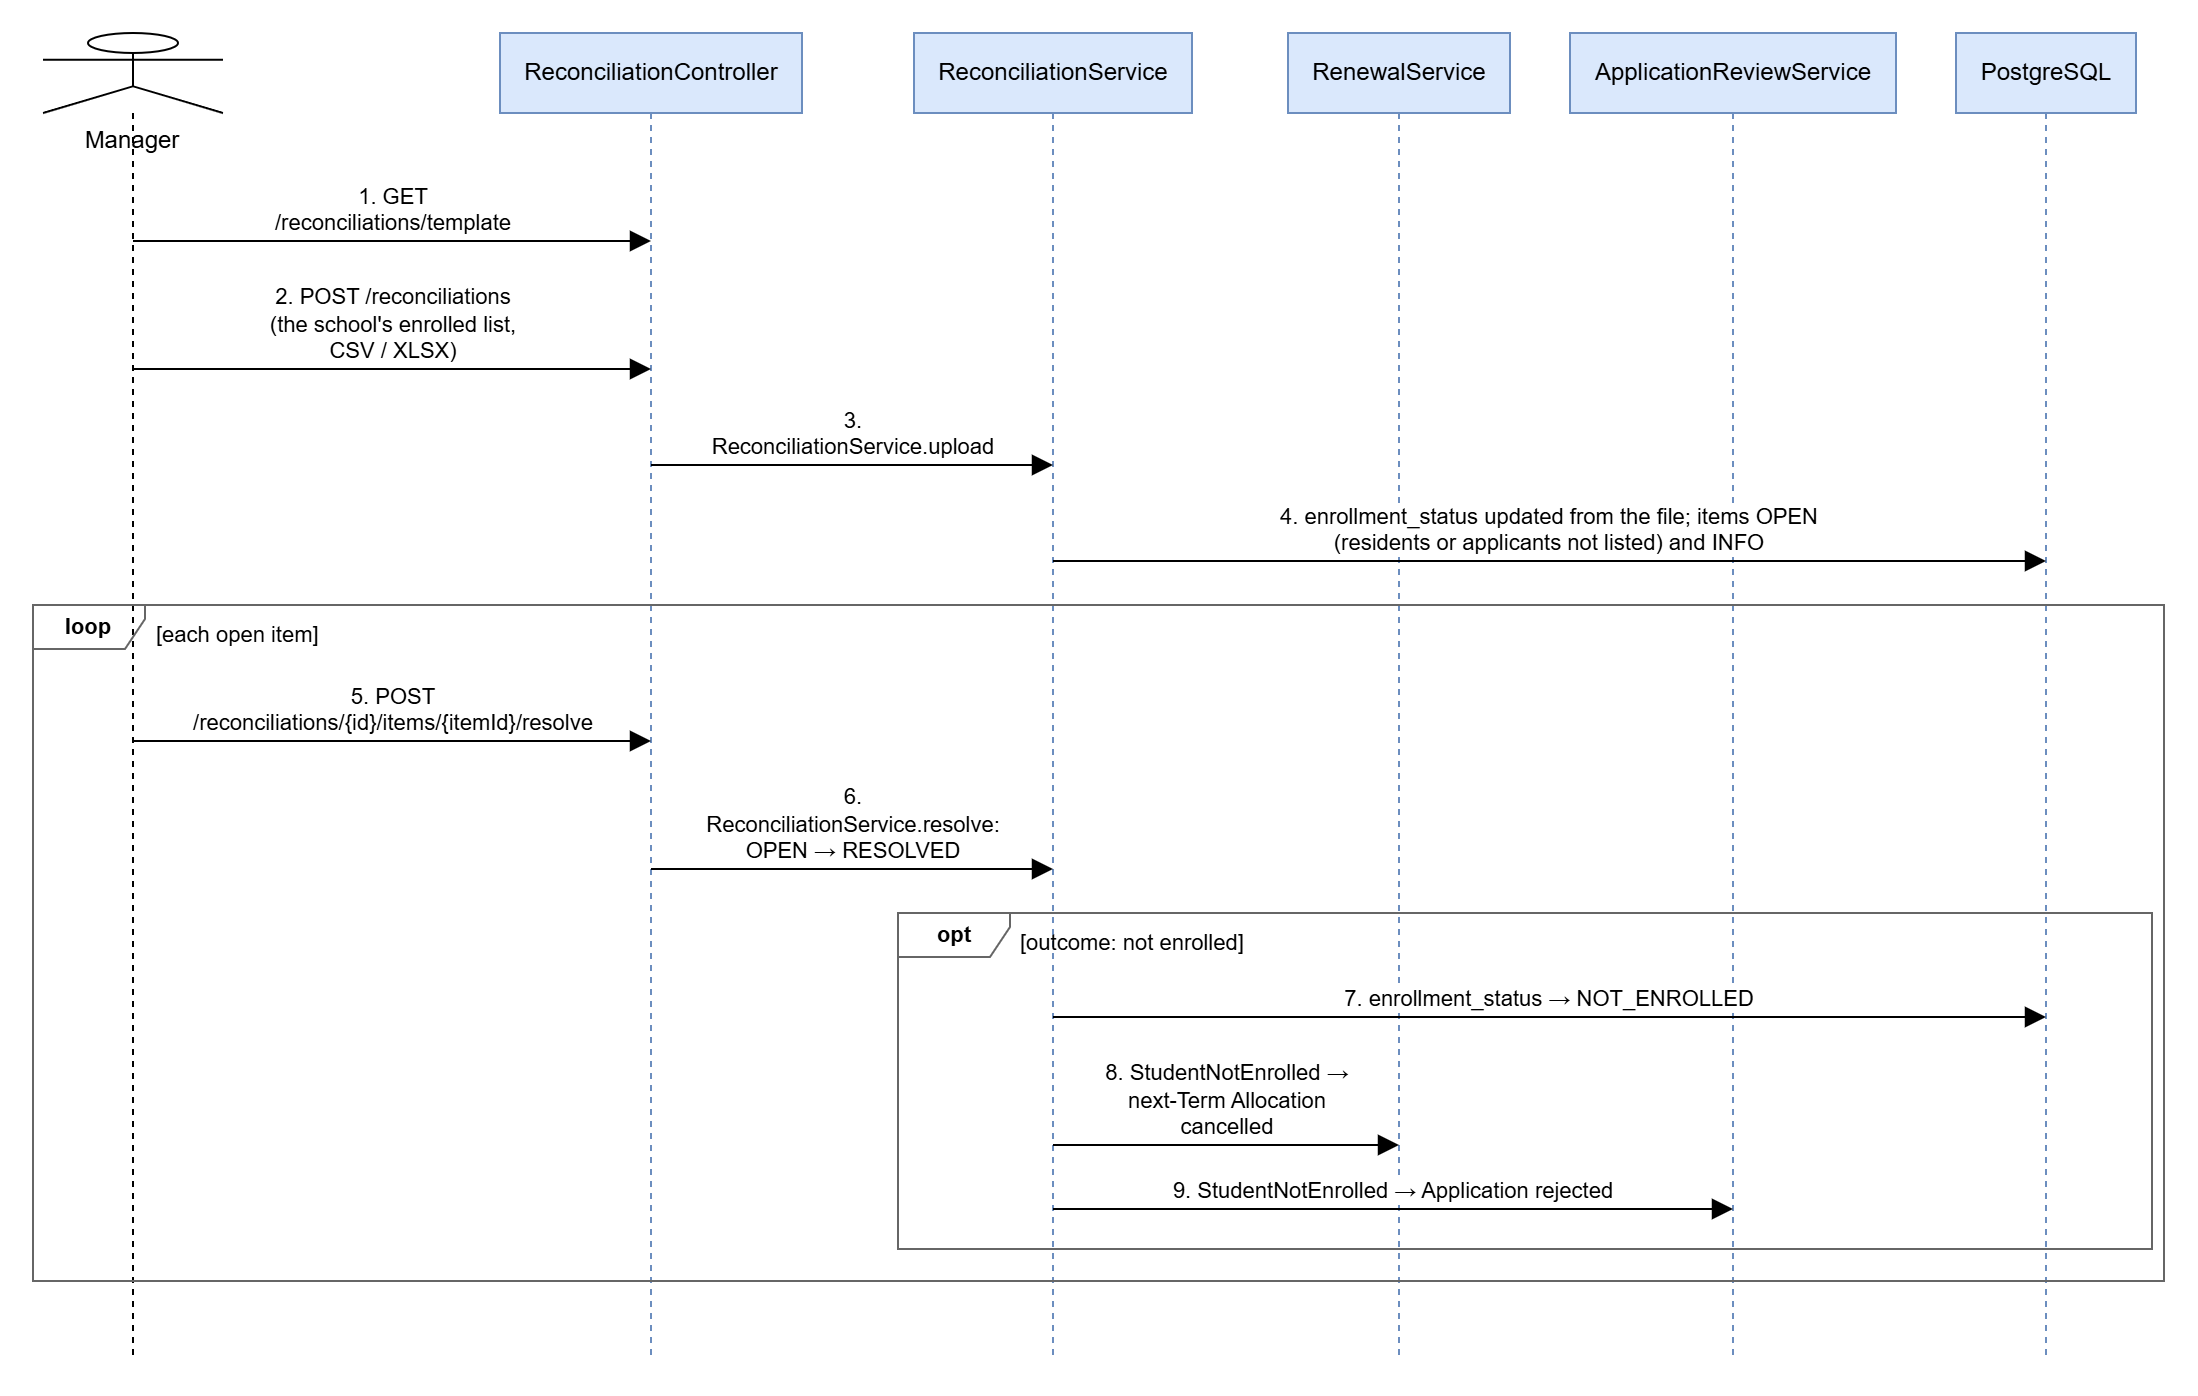 ReconciliationController
ReconciliationService
RenewalService
ApplicationReviewService
PostgreSQL
Manager
1. GET
/reconciliations/template
2. POST /reconciliations
(the school's enrolled list,
CSV / XLSX)
3.
ReconciliationService.upload
4. enrollment_status updated from the file; items OPEN
(residents or applicants not listed) and INFO
loop
[each open item]
5. POST
/reconciliations/{id}/items/{itemId}/resolve
6.
ReconciliationService.resolve:
OPEN → RESOLVED
opt
[outcome: not enrolled]
7. enrollment_status → NOT_ENROLLED
8. StudentNotEnrolled →
next-Term Allocation
cancelled
9. StudentNotEnrolled → Application rejected